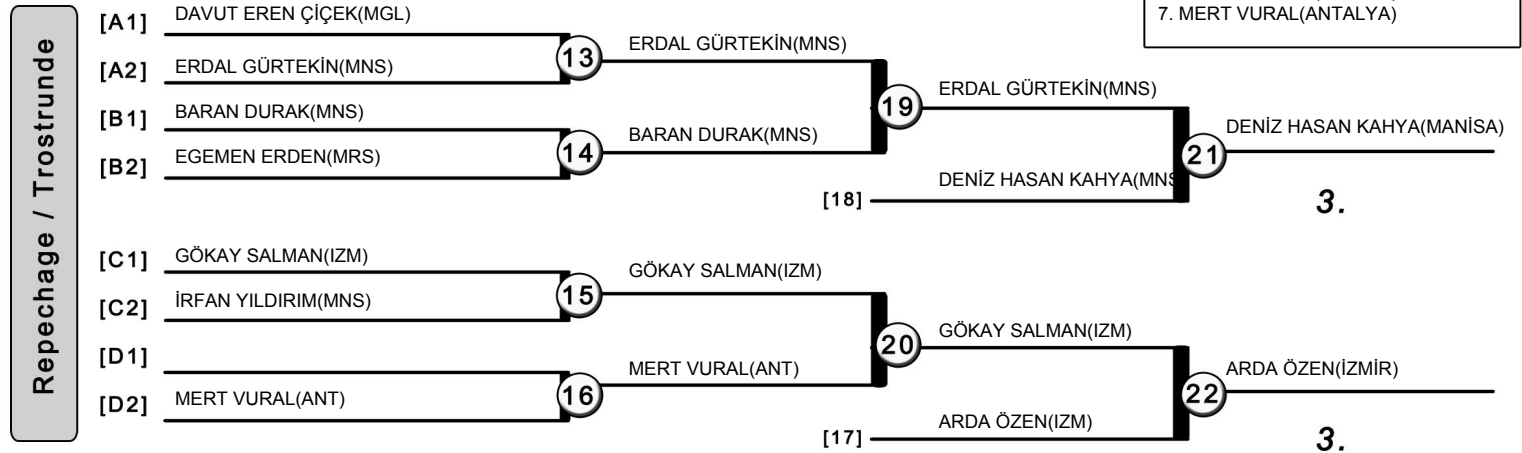 7. MERT VURAL(ANTALYA)
Repechage / Trostrunde
[A1] DAVUT EREN ÇİÇEK(MGL)
[A2] ERDAL GÜRTEKİN(MNS)
13
ERDAL GÜRTEKİN(MNS)
[B1] BARAN DURAK(MNS)
[B2] EGEMEN ERDEN(MRS)
14
BARAN DURAK(MNS)
19
ERDAL GÜRTEKİN(MNS)
[18] DENİZ HASAN KAHYA(MNS
21
DENİZ HASAN KAHYA(MANİSA)
3.
[C1] GÖKAY SALMAN(IZM)
[C2] İRFAN YILDIRIM(MNS)
15
GÖKAY SALMAN(IZM)
[D1]
[D2] MERT VURAL(ANT)
16
MERT VURAL(ANT)
20
GÖKAY SALMAN(IZM)
[17] ARDA ÖZEN(IZM)
22
ARDA ÖZEN(İZMİR)
3.